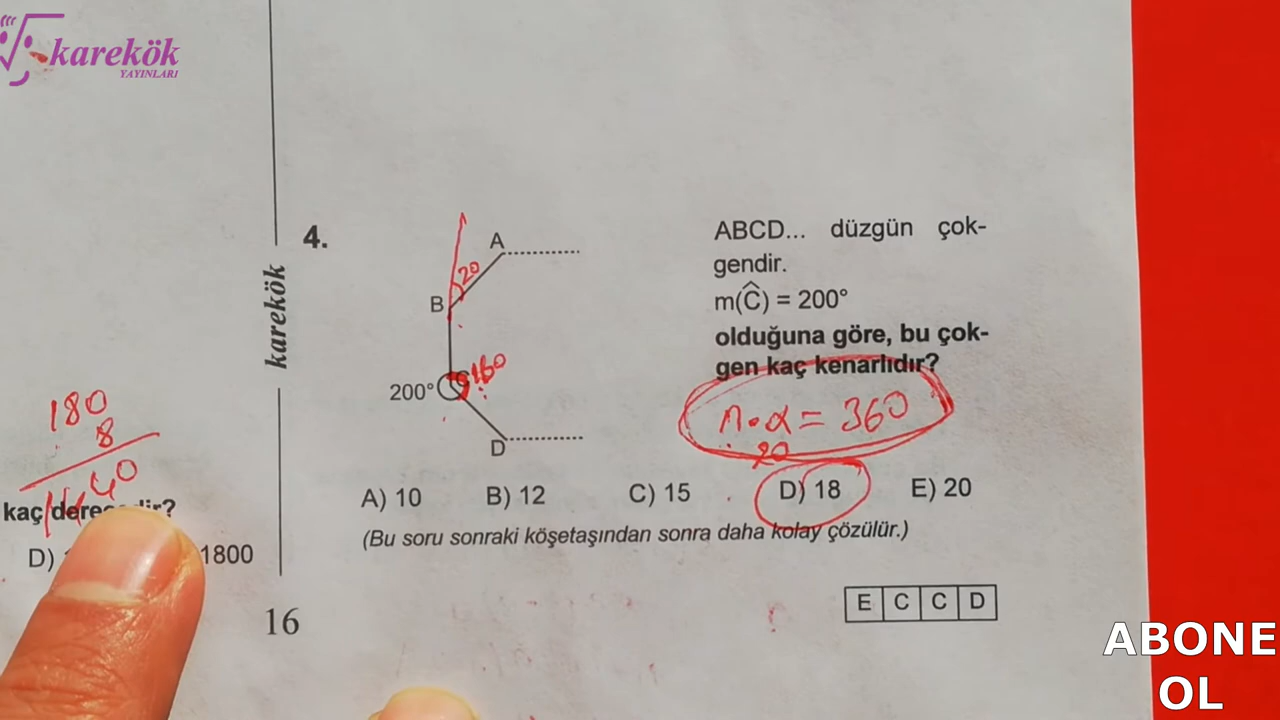 karekök
YAYINLARI
karekök
180
8
kaç
D)
1800
16
4.
A
B
20
160
200°
D
ABCD... düzgün çok-
gendir.
m(Ĉ) = 200°
olduğuna göre, bu çok-
gen kaç kenarlıdır?
n.α = 360
20
A) 10 B) 12 C) 15 D) 18 E) 20
(Bu soru sonraki köşetaşından sonra daha kolay çözülür.)
E C C D
ABONE
OL